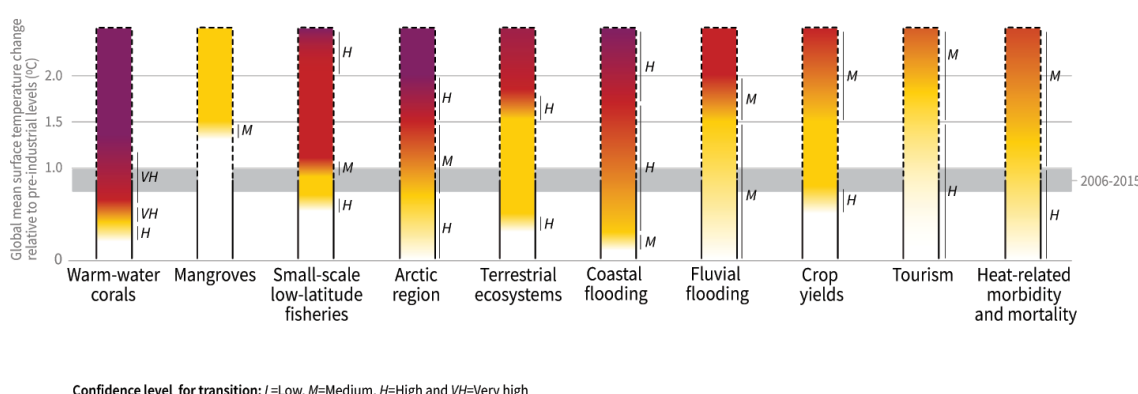 Global mean surface temperature change
relative to pre-industrial levels (ºC)
2.0
1.5
1.0
0
2006-2015
VH
VH
H
M
H
M
H
H
M
H
H
H
H
H
M
M
M
M
H
M
H
M
H
Warm-water
corals
Mangroves
Small-scale
low-latitude
fisheries
Arctic
region
Terrestrial
ecosystems
Coastal
flooding
Fluvial
flooding
Crop
yields
Tourism
Heat-related
morbidity
and mortality
Confidence level for transition: L=Low, M=Medium, H=High and VH=Very high